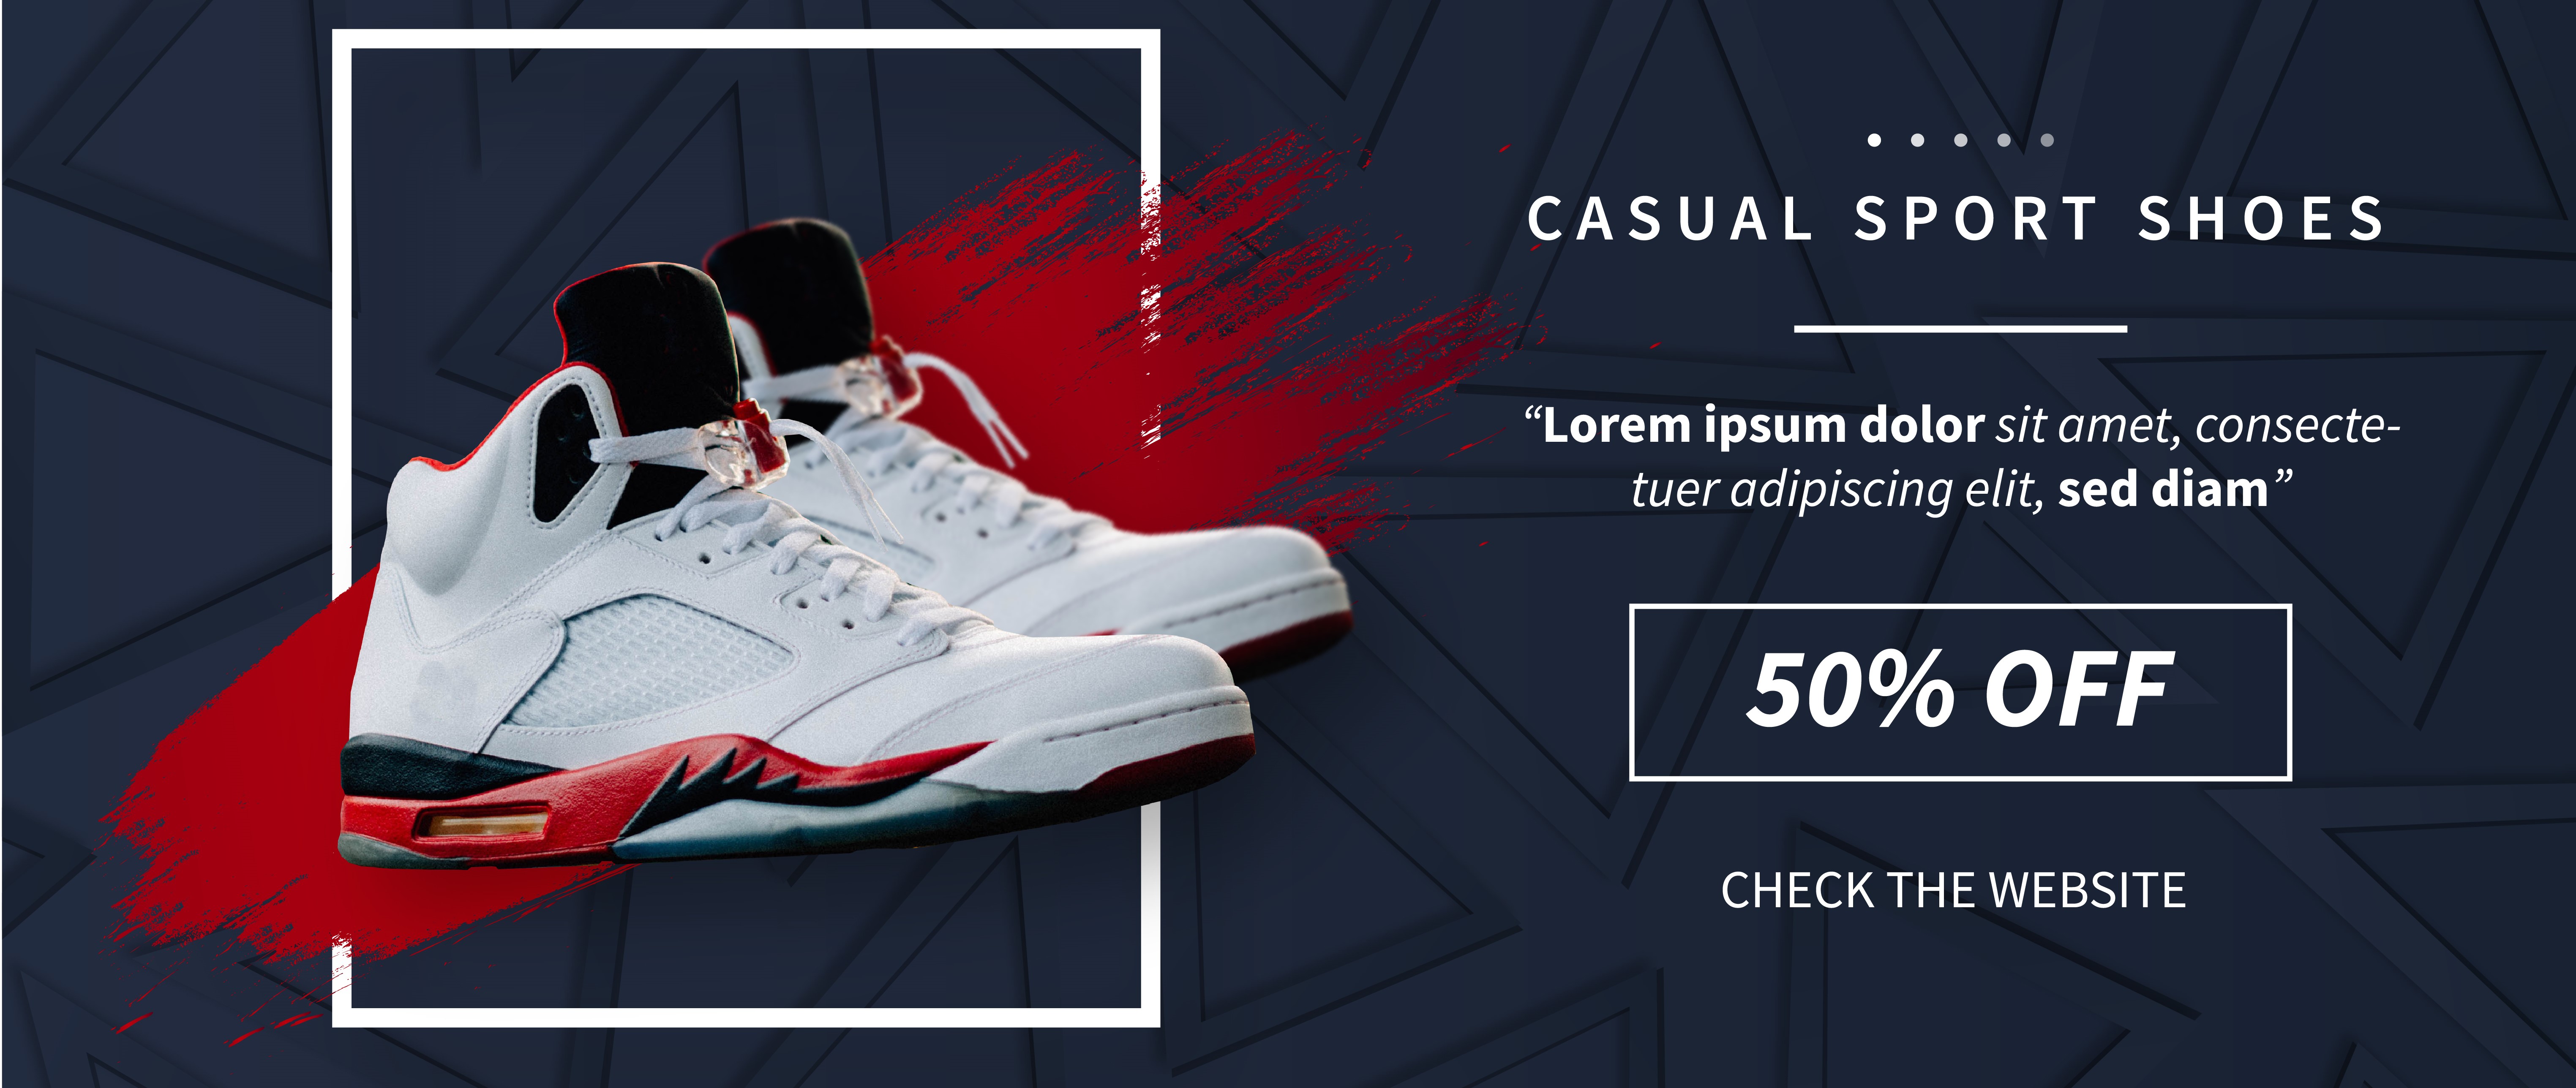 CASUAL SPORT SHOES
“Lorem ipsum dolor sit amet, consecte-
tuer adipiscing elit, sed diam”
50% OFF
CHECK THE WEBSITE